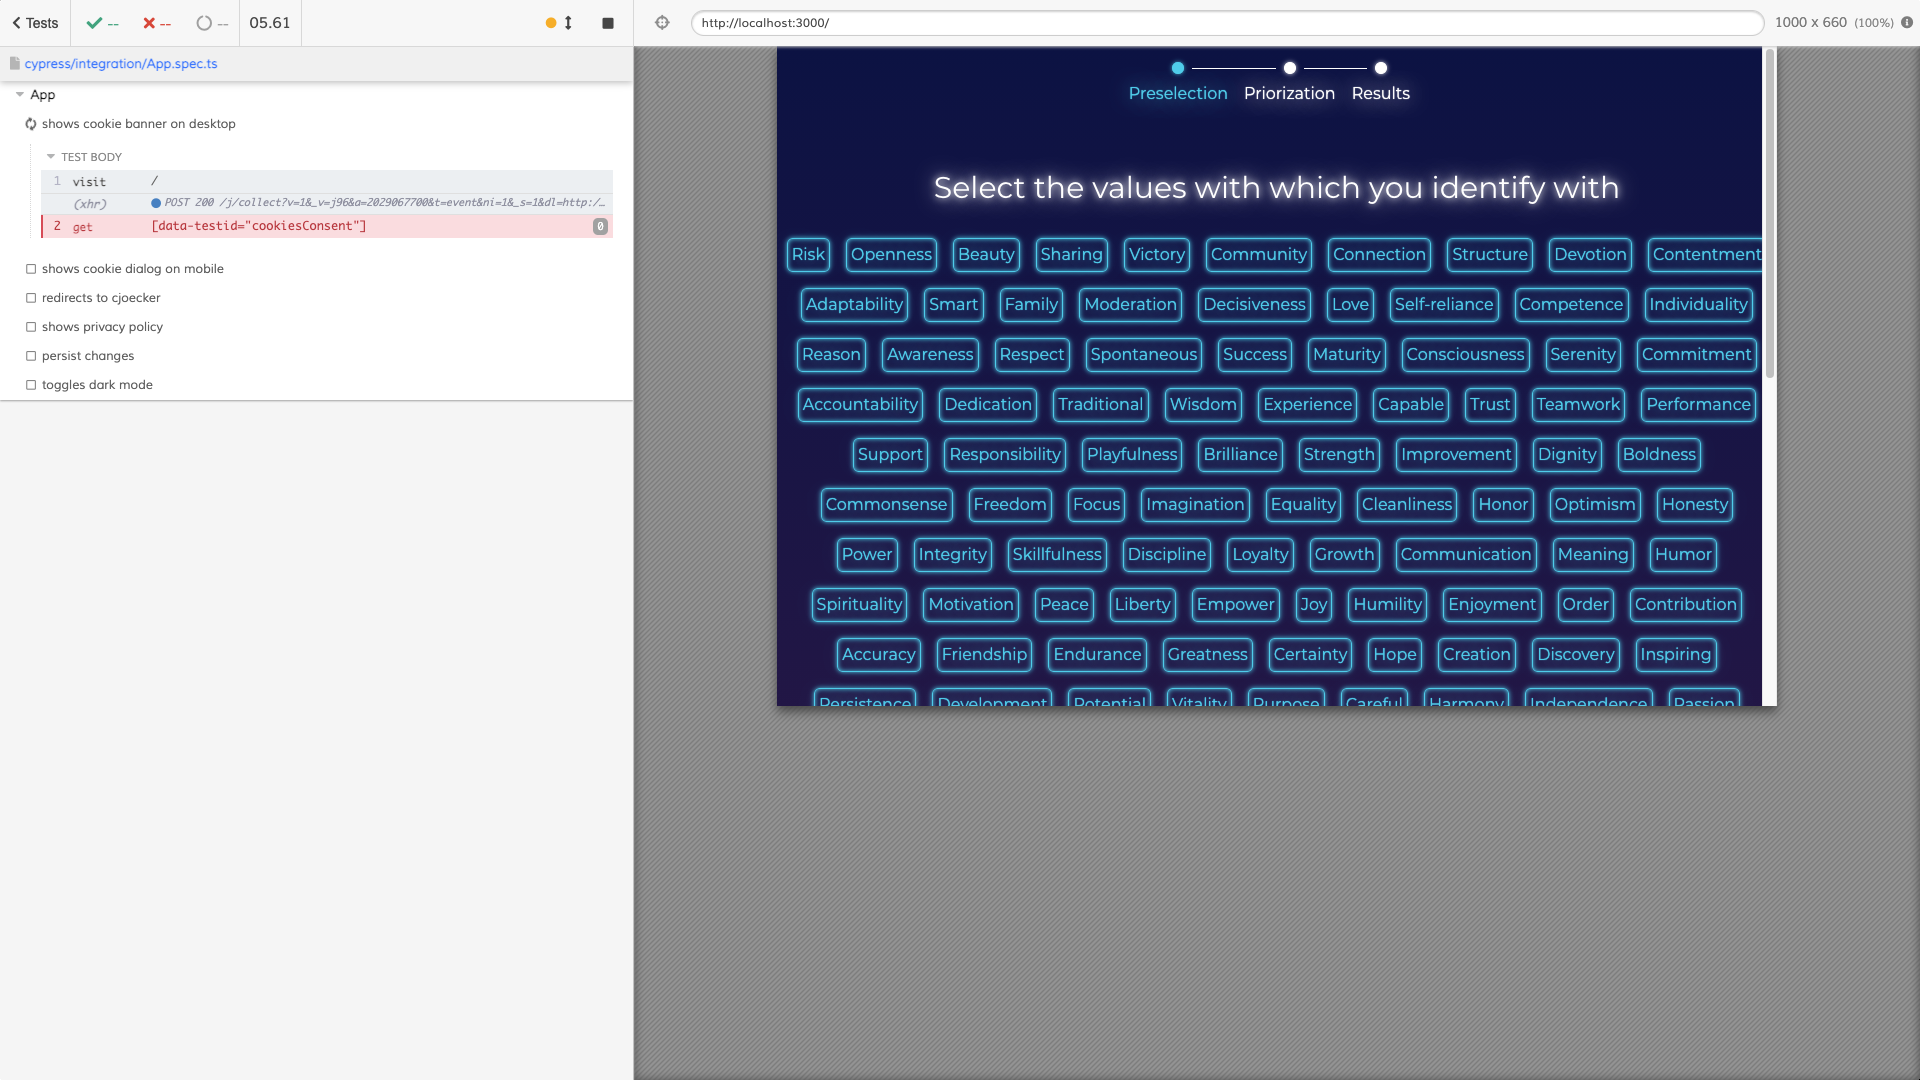 Tests -- -- -- 05.61
http://localhost:3000/ 1000 x 660 (100%)
cypress/integration/App.spec.ts
App
shows cookie banner on desktop
TEST BODY
1 visit /
(xhr) POST 200 /j/collect?v=1&_v=j96&a=2029067700&t=event&ni=1&_s=1&dl=http:/…
2 get [data-testid="cookiesConsent"] 0
shows cookie dialog on mobile
redirects to cjoecker
shows privacy policy
persist changes
toggles dark mode
Preselection Priorization Results
Select the values with which you identify with
Risk Openness Beauty Sharing Victory Community Connection Structure Devotion Contentment
Adaptability Smart Family Moderation Decisiveness Love Self-reliance Competence Individuality
Reason Awareness Respect Spontaneous Success Maturity Consciousness Serenity Commitment
Accountability Dedication Traditional Wisdom Experience Capable Trust Teamwork Performance
Support Responsibility Playfulness Brilliance Strength Improvement Dignity Boldness
Commonsense Freedom Focus Imagination Equality Cleanliness Honor Optimism Honesty
Power Integrity Skillfulness Discipline Loyalty Growth Communication Meaning Humor
Spirituality Motivation Peace Liberty Empower Joy Humility Enjoyment Order Contribution
Accuracy Friendship Endurance Greatness Certainty Hope Creation Discovery Inspiring
Persistence Development Potential Vitality Purpose Careful Harmony Independence Passion